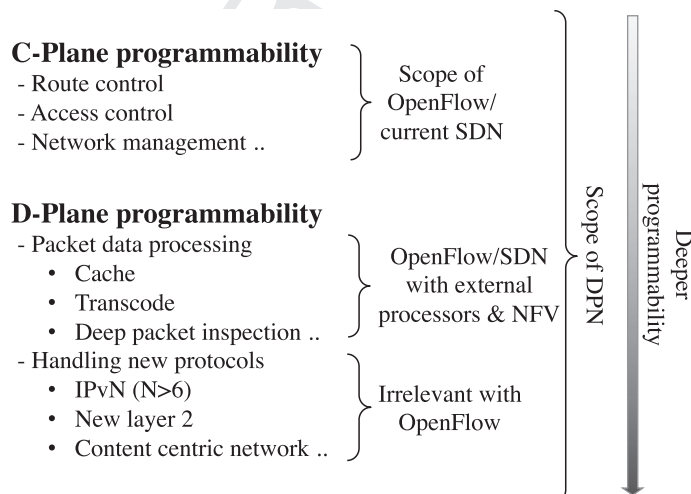 C-Plane programmability
- Route control
- Access control
- Network management ..
Scope of
OpenFlow/
current SDN
D-Plane programmability
- Packet data processing
• Cache
• Transcode
• Deep packet inspection ..
OpenFlow/SDN
with external
processors & NFV
- Handling new protocols
• IPvN (N>6)
• New layer 2
• Content centric network ..
Irrelevant with
OpenFlow
Scope of DPN
Deeper
programmability